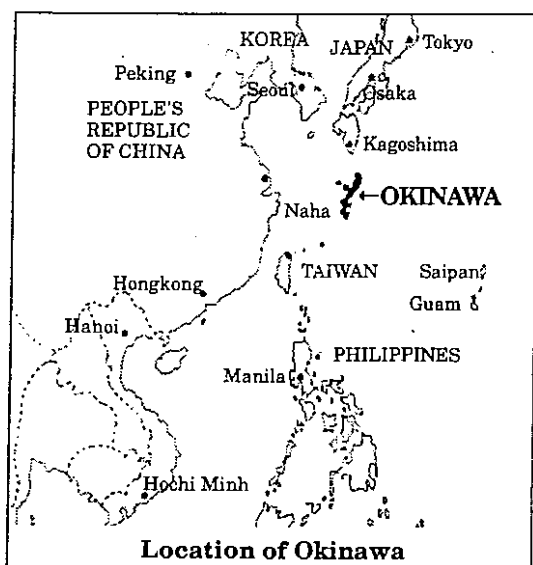 KOREA
JAPAN
Tokyo
Peking
Seoul
Osaka
PEOPLE'S
REPUBLIC
OF CHINA
Kagoshima
←OKINAWA
Naha
TAIWAN
Saipan
Hongkong
Guam
Hahoi
PHILIPPINES
Manila
Hochi Minh
Location of Okinawa